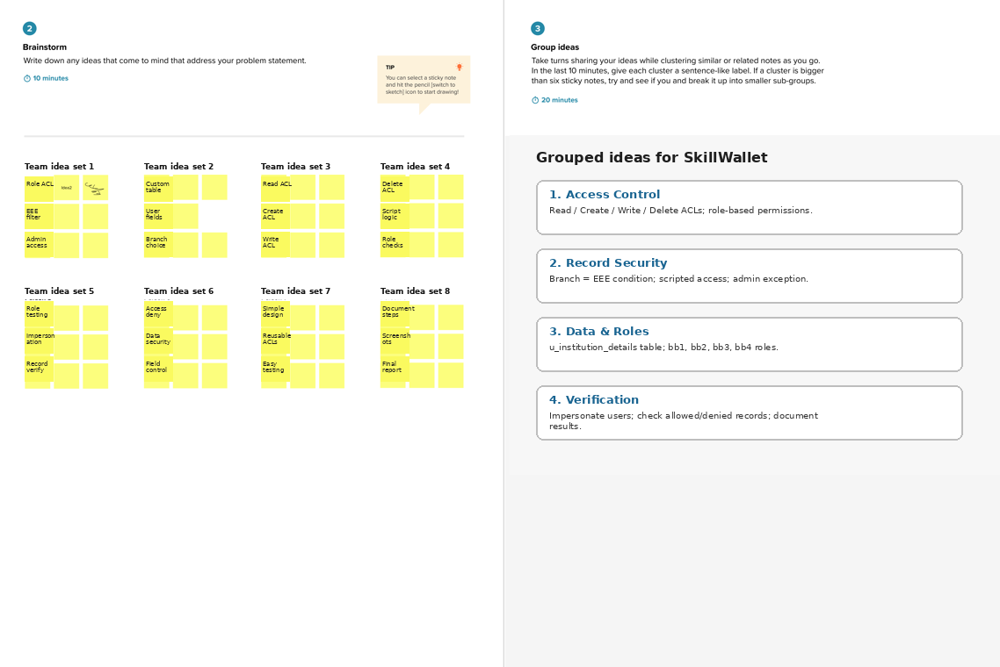 2
Brainstorm
Write down any ideas that come to mind that address your problem statement.
10 minutes
TIP
You can select a sticky note
and hit the pencil [switch to
sketch] icon to start drawing!
Team idea set 1
Role ACL
Idea2
EEE
filter
Admin
access
Team idea set 2
Custom
table
User
fields
Branch
choice
Team idea set 3
Read ACL
Create
ACL
Write
ACL
Team idea set 4
Delete
ACL
Script
logic
Role
checks
Team idea set 5
Role
testing
Imperson
ation
Record
verify
Team idea set 6
Access
deny
Data
security
Field
control
Team idea set 7
Simple
design
Reusable
ACLs
Easy
testing
Team idea set 8
Document
steps
Screensh
ots
Final
report
3
Group ideas
Take turns sharing your ideas while clustering similar or related notes as you go.
In the last 10 minutes, give each cluster a sentence-like label. If a cluster is bigger
than six sticky notes, try and see if you and break it up into smaller sub-groups.
20 minutes
Grouped ideas for SkillWallet
1. Access Control
Read / Create / Write / Delete ACLs; role-based permissions.
2. Record Security
Branch = EEE condition; scripted access; admin exception.
3. Data & Roles
u_institution_details table; bb1, bb2, bb3, bb4 roles.
4. Verification
Impersonate users; check allowed/denied records; document
results.